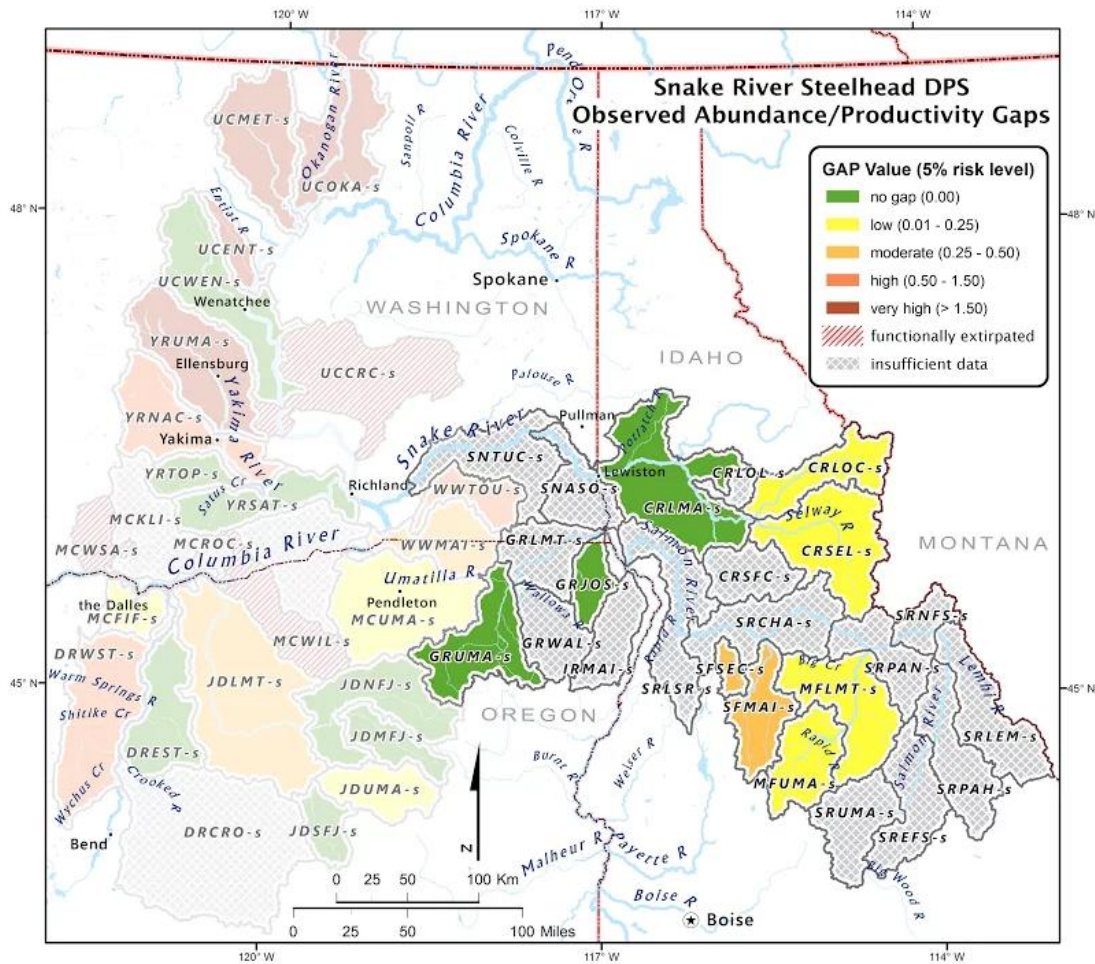 120° W
117° W
114° W
Snake River Steelhead DPS
Observed Abundance/Productivity Gaps
GAP Value (5% risk level)
no gap (0.00)
low (0.01 - 0.25)
moderate (0.25 - 0.50)
high (0.50 - 1.50)
very high (> 1.50)
functionally extirpated
insufficient data
48° N
48° N
45° N
45° N
UCMET-s
Okanogan River
UCOKA-s
Sanpoil R
Columbia River
Colville R
Pend Oreille R
Entiat R
UCENT-s
UCWEN-s
Wenatchee
Spokane R
Spokane
WASHINGTON
IDAHO
YRUMA-s
Ellensburg
Yakima River
UCCRC-s
YRNAC-s
Yakima
Palouse R
Pullman
Potlatch R
Snake River
SNTUC-s
Lewiston
CRLOL-s
CRLOC-s
YRTOP-s
Satus Cr
YRSAT-s
Richland
WWTOU-s
SNASO-s
CRLMA-s
Selway R
MCKLI-s
MCWSA-s
MCROC-s
Columbia River
WWMAI-s
GRLMT-s
Salmon River
CRSEL-s
MONTANA
Umatilla R
Pendleton
MCUMA-s
GRJOS-s
Wallowa R
CRSFC-s
the Dalles
MCFIF-s
MCWIL-s
DRWST-s
GRUMA-s
GRWAL-s
IRMAI-s
Rapid R
SRCHA-s
SRNFS-s
Warm Springs R
Shitike Cr
JDLMT-s
JDNFJ-s
SRLSR-s
SFSEC-s
SFMAI-s
Big Cr
MFLMT-s
SRPAN-s
Lemhi R
OREGON
JDMFJ-s
DREST-s
Wychus Cr
Crooked R
JDUMA-s
Burnt R
Weiser R
Rapid R
MFUMA-s
Salmon River
SRLEM-s
SRPAH-s
SRUMA-s
SREFS-s
Bend
DRCRO-s
JDSFJ-s
N
Malheur R
Payette R
Big Wood R
Boise R
Boise
0 25 50 100 Km
0 25 50 100 Miles
120° W
117° W
114° W